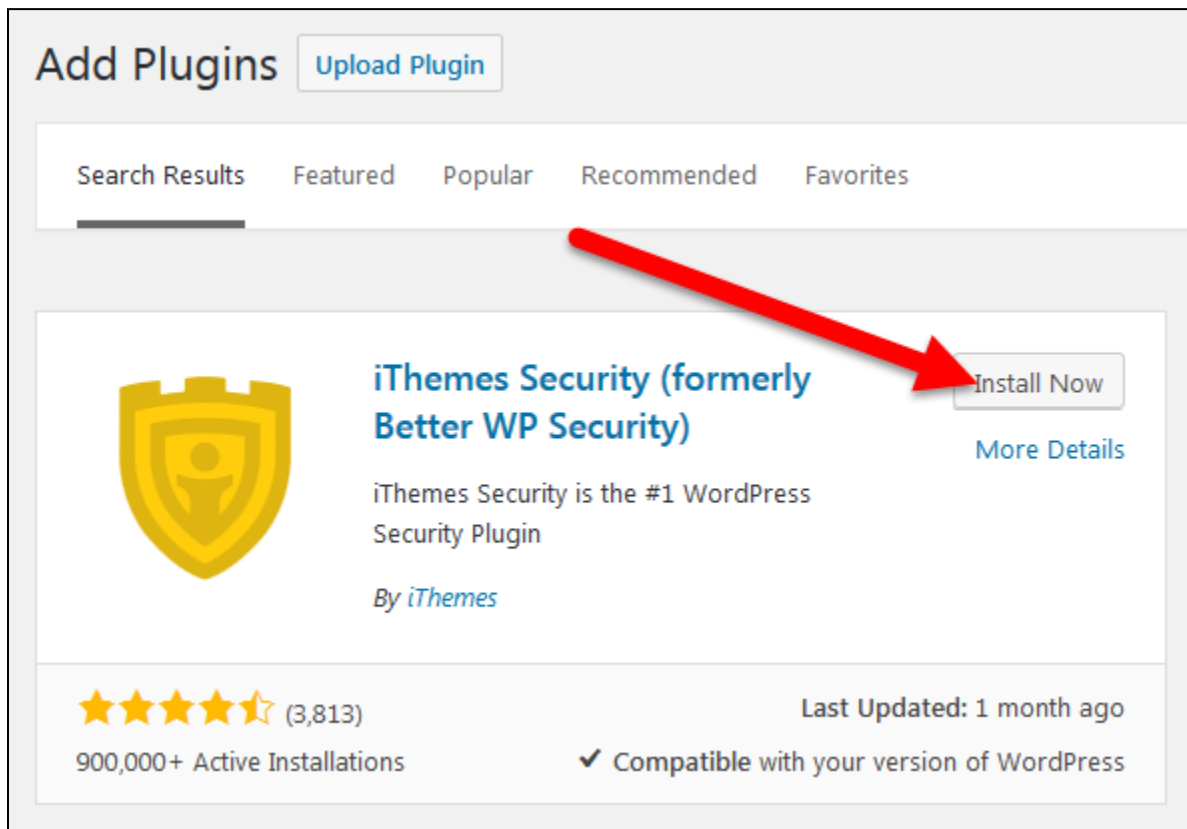 Add Plugins Upload Plugin
Search Results Featured Popular Recommended Favorites
iThemes Security (formerly
Better WP Security)
Install Now
More Details
iThemes Security is the #1 WordPress
Security Plugin
By iThemes
(3,813)
Last Updated: 1 month ago
900,000+ Active Installations
Compatible with your version of WordPress